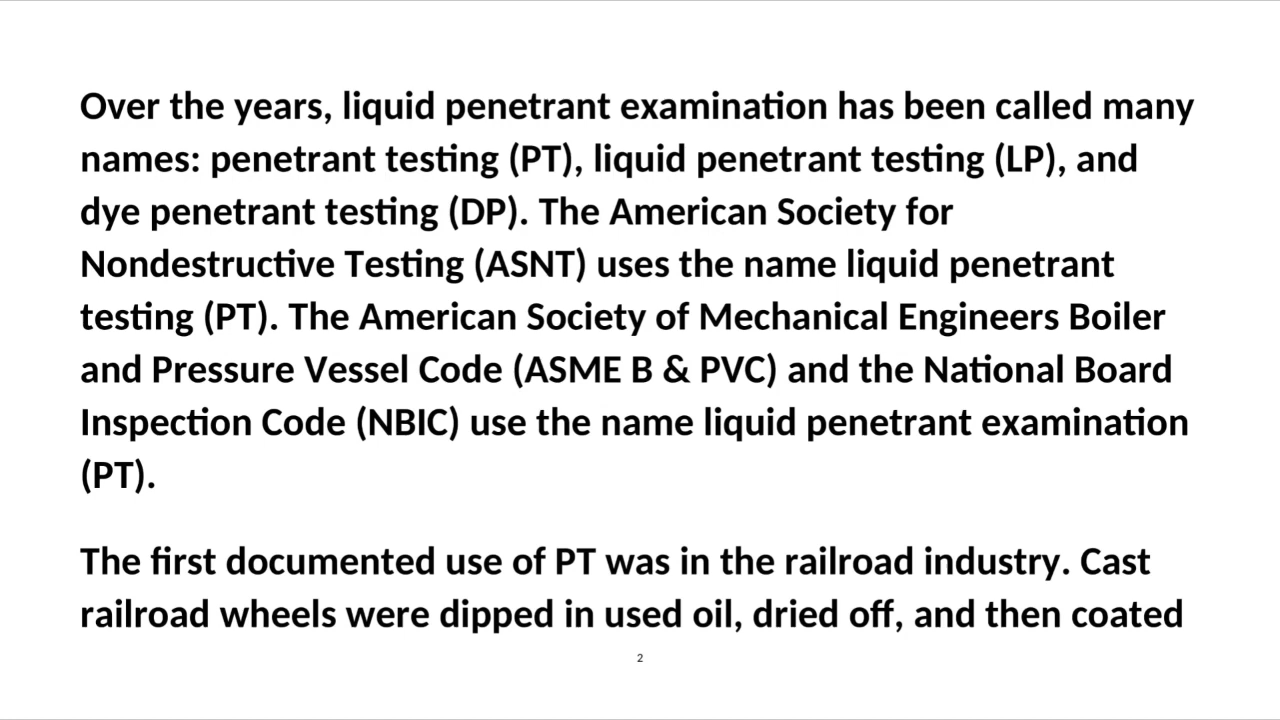 Over the years, liquid penetrant examination has been called many
names: penetrant testing (PT), liquid penetrant testing (LP), and
dye penetrant testing (DP). The American Society for
Nondestructive Testing (ASNT) uses the name liquid penetrant
testing (PT). The American Society of Mechanical Engineers Boiler
and Pressure Vessel Code (ASME B & PVC) and the National Board
Inspection Code (NBIC) use the name liquid penetrant examination
(PT).
The first documented use of PT was in the railroad industry. Cast
railroad wheels were dipped in used oil, dried off, and then coated
2